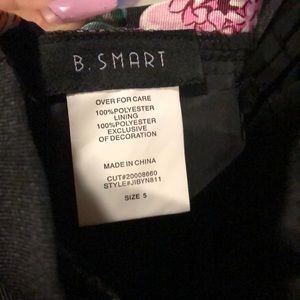 B.SMART
OVER FOR CARE
100%POLYESTER
LINING
100%POLYESTER
EXCLUSIVE
OF DECORATION
MADE IN CHINA
CUT#20008660
STYLE#JIBYN811
SIZE 5